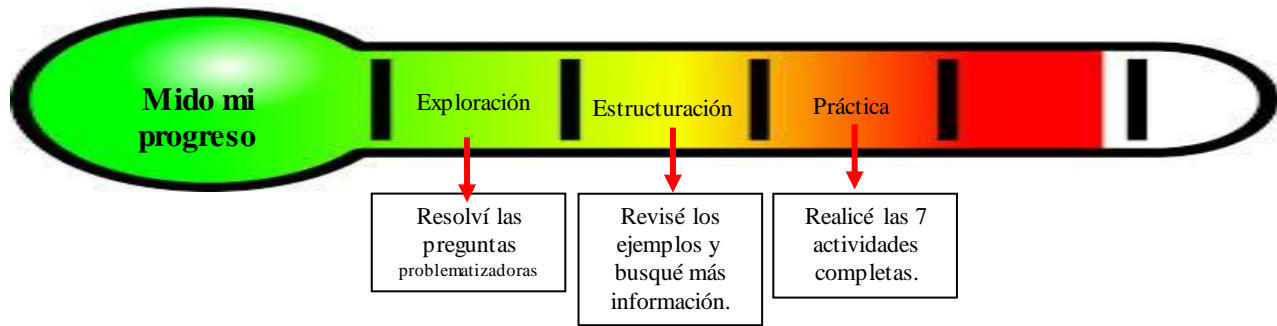 Mido mi
progreso
Exploración
Estructuración
Práctica
Resolví las
preguntas
problematizadoras
Revisé los
ejemplos y
busqué más
información.
Realicé las 7
actividades
completas.